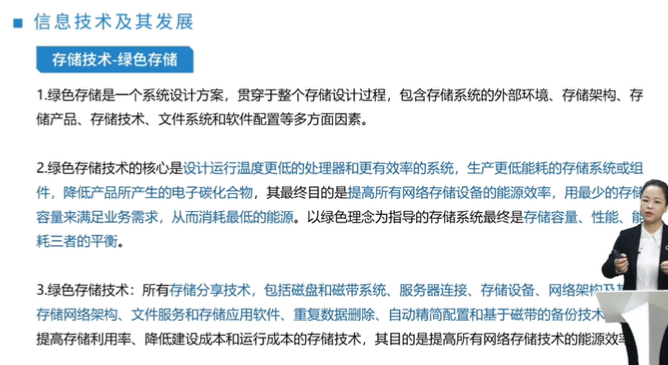 信息技术及其发展
存储技术-绿色存储
1.绿色存储是一个系统设计方案，贯穿于整个存储设计过程，包含存储系统的外部环境、存储架构、存
储产品、存储技术、文件系统和软件配置等多方面因素。
2.绿色存储技术的核心是设计运行温度更低的处理器和更有效率的系统，生产更低能耗的存储系统或组
件，降低产品所产生的电子碳化合物，其最终目的是提高所有网络存储设备的能源效率，用最少的存储
容量来满足业务需求，从而消耗最低的能源。以绿色理念为指导的存储系统最终是存储容量、性能、能
耗三者的平衡。
3.绿色存储技术：所有存储分享技术，包括磁盘和磁带系统、服务器连接、存储设备、网络架构及其
存储网络架构、文件服务和存储应用软件、重复数据删除、自动精简配置和基于磁带的备份技术
提高存储利用率、降低建设成本和运行成本的存储技术，其目的是提高所有网络存储技术的能源效